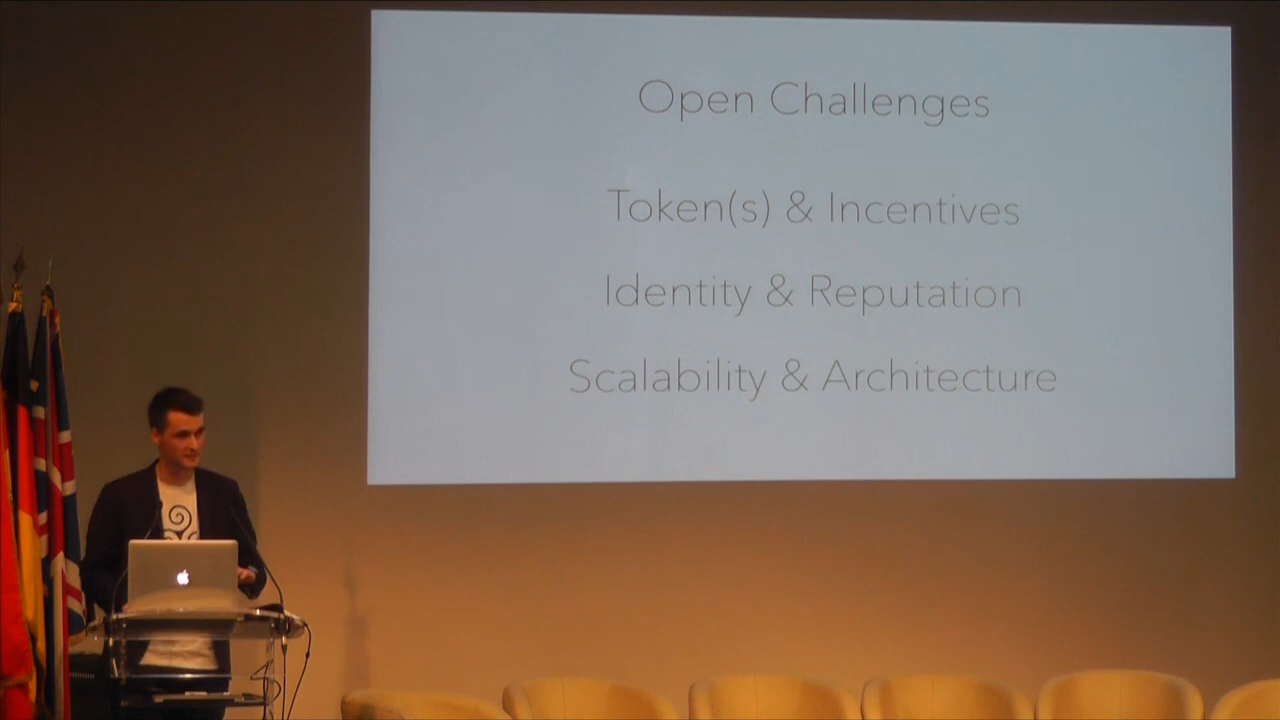 Open Challenges
Token(s) & Incentives
Identity & Reputation
Scalability & Architecture